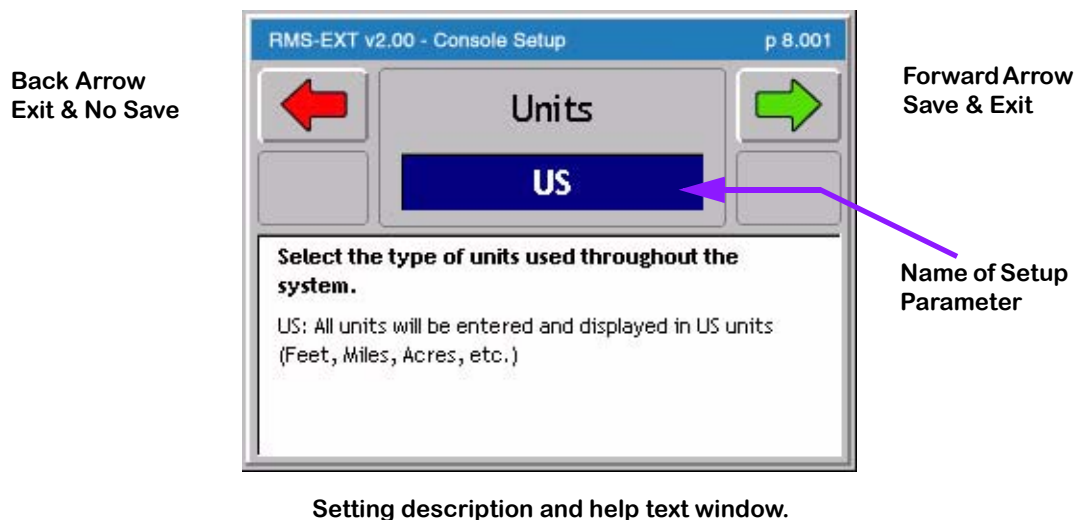 RMS-EXT v2.00 - Console Setup p 8.001
Back Arrow
Exit & No Save
Units
Forward Arrow
Save & Exit
US
Name of Setup
Parameter
Select the type of units used throughout the
system.
US: All units will be entered and displayed in US units
(Feet, Miles, Acres, etc.)
Setting description and help text window.